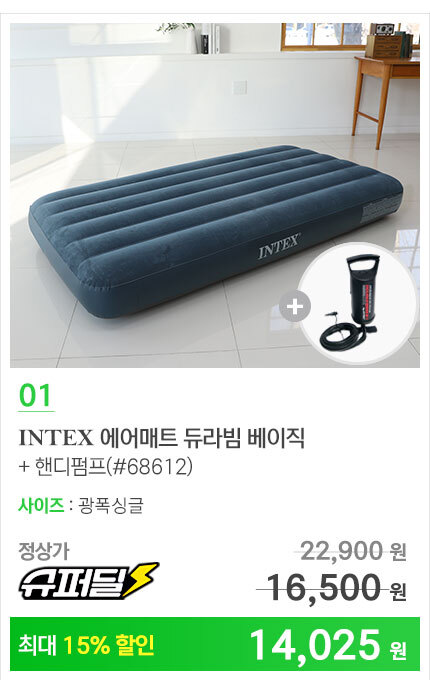 INTEX
+
01
INTEX 에어매트 듀라빔 베이직
+ 핸디펌프(#68612)
사이즈 : 광폭싱글
정상가 22,900 원
슈퍼딜 16,500 원
최대 15% 할인 14,025 원